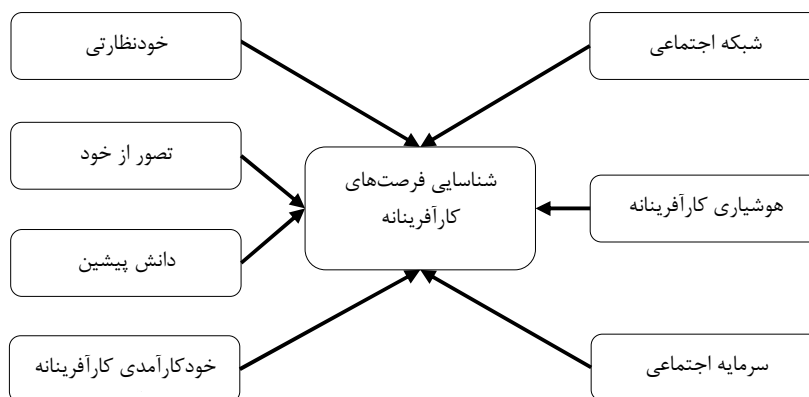 شبکه اجتماعی
خودنظارتی
تصور از خود
شناسایی فرصت‌های
کارآفرینانه
هوشیاری کارآفرینانه
دانش پیشین
سرمایه اجتماعی
خودکارآمدی کارآفرینانه